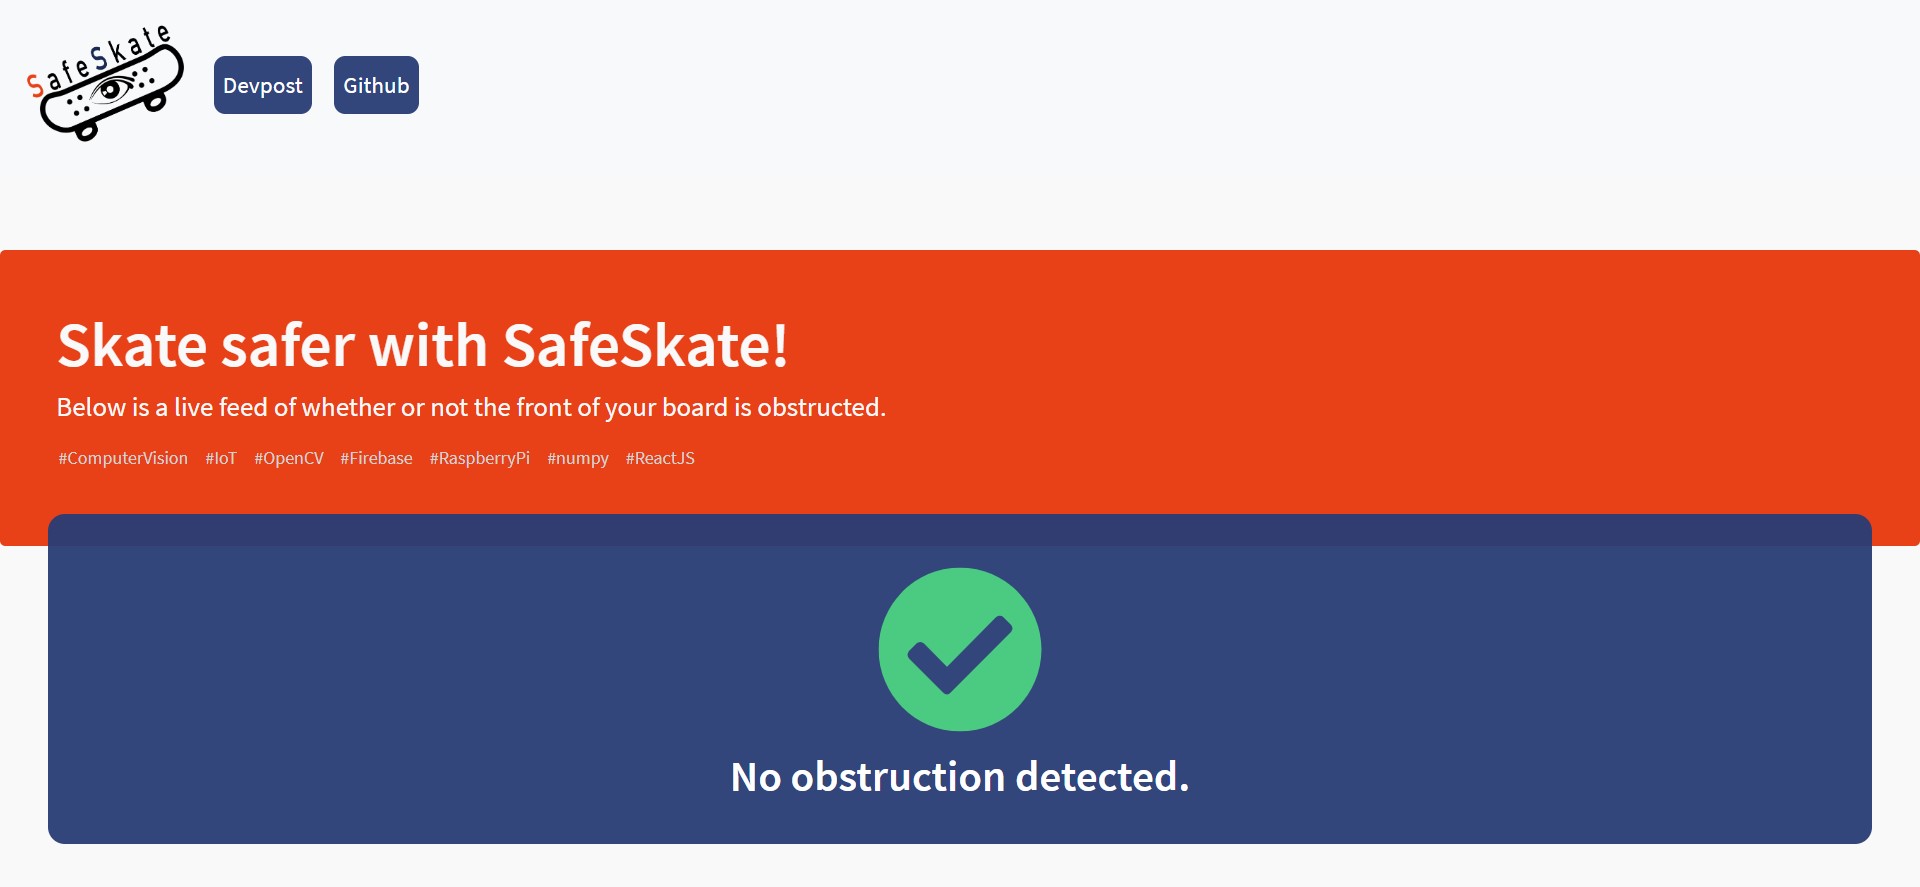 SafeSkate
Devpost
Github
Skate safer with SafeSkate!
Below is a live feed of whether or not the front of your board is obstructed.
#ComputerVision #IoT #OpenCV #Firebase #RaspberryPi #numpy #ReactJS
No obstruction detected.